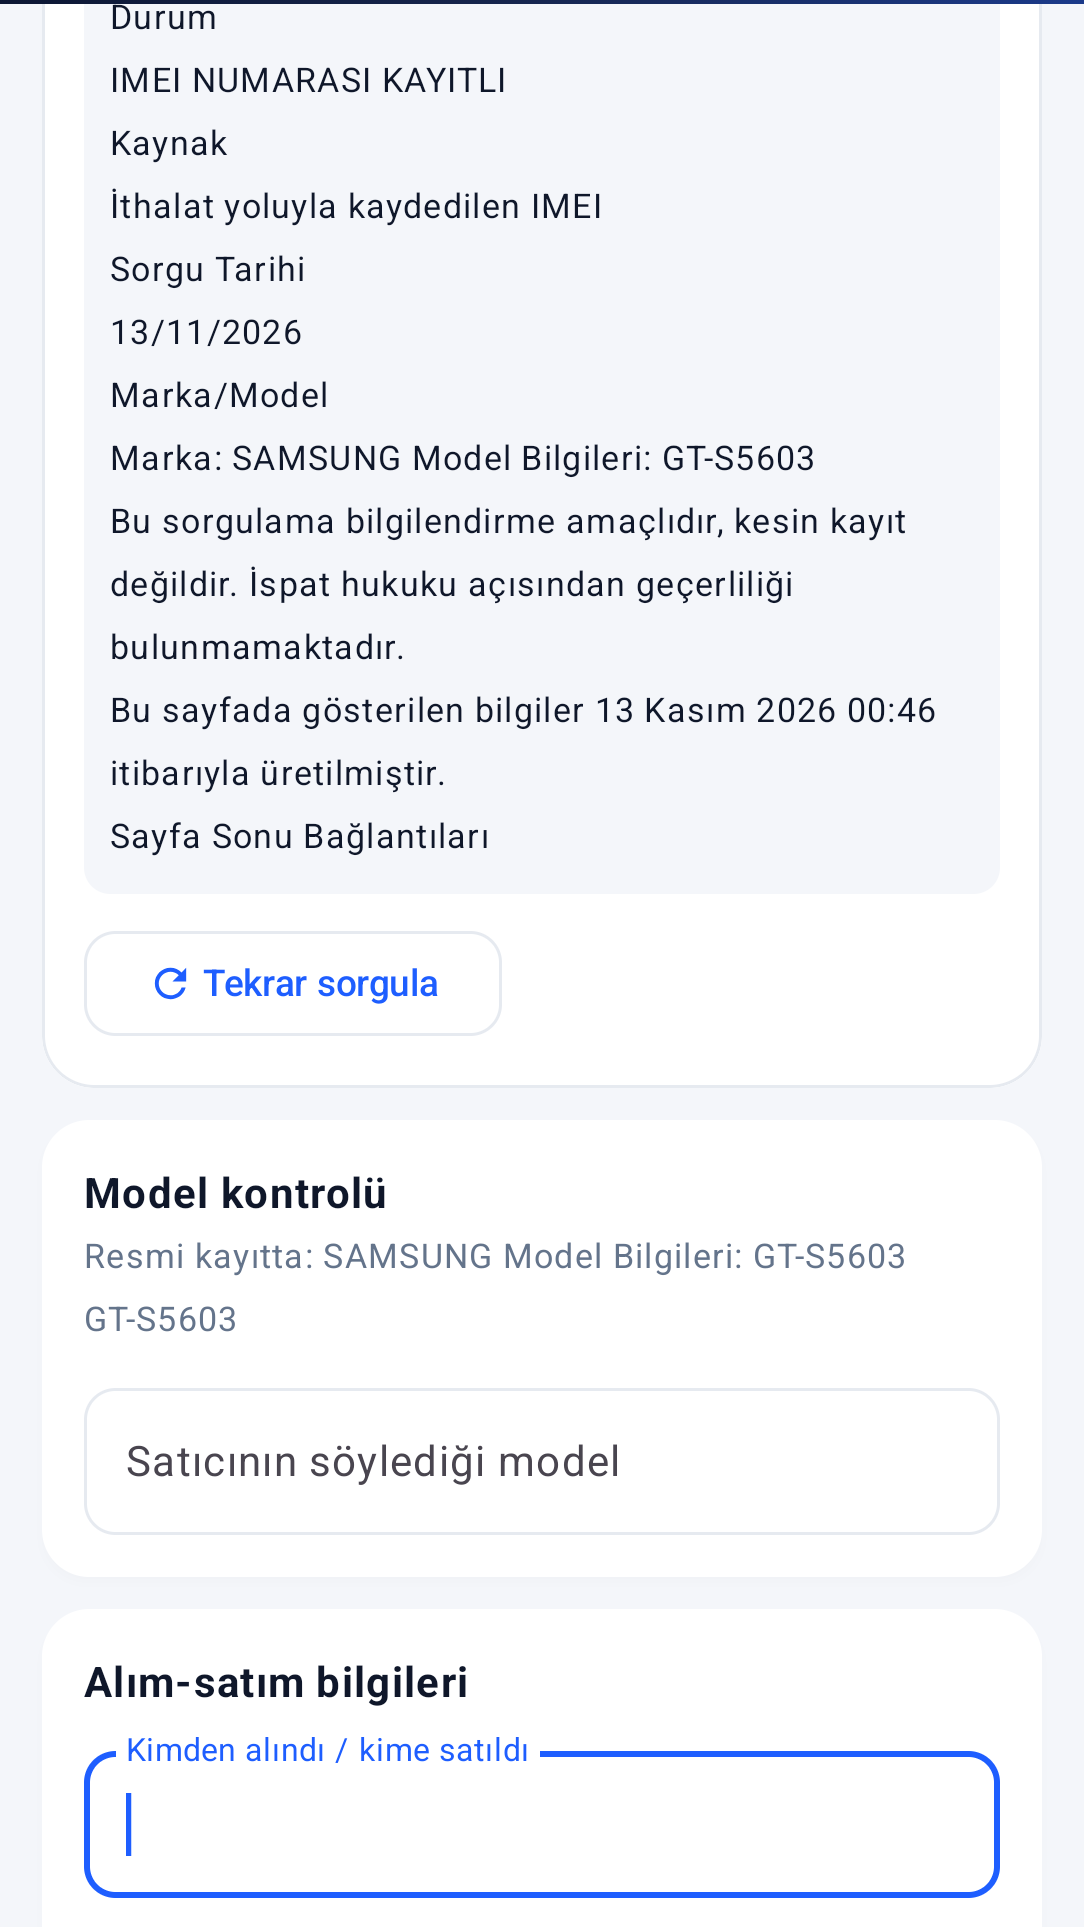 Durum
IMEI NUMARASI KAYITLI
Kaynak
İthalat yoluyla kaydedilen IMEI
Sorgu Tarihi
13/11/2026
Marka/Model
Marka: SAMSUNG Model Bilgileri: GT-S5603
Bu sorgulama bilgilendirme amaçlıdır, kesin kayıt
değildir. İspat hukuku açısından geçerliliği
bulunmamaktadır.
Bu sayfada gösterilen bilgiler 13 Kasım 2026 00:46
itibarıyla üretilmiştir.
Sayfa Sonu Bağlantıları
Tekrar sorgula
Model kontrolü
Resmi kayıtta: SAMSUNG Model Bilgileri: GT-S5603
GT-S5603
Satıcının söylediği model
Alım-satım bilgileri
Kimden alındı / kime satıldı